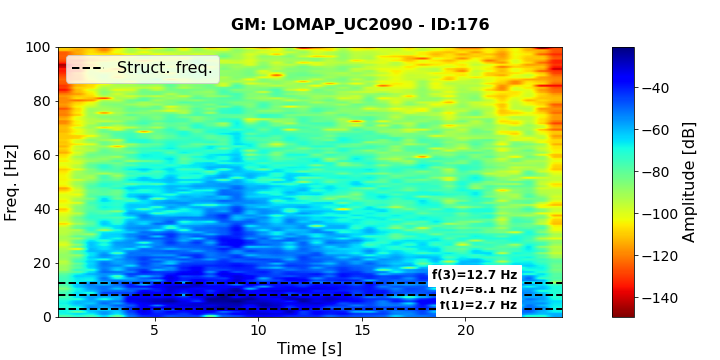 GM: LOMAP_UC2090 - ID:176
Struct. freq.
f(3)=12.7 Hz
f(2)=8.1 Hz
f(1)=2.7 Hz
100
80
60
40
20
0
Freq. [Hz]
5
10
15
20
Time [s]
−40
−60
−80
−100
−120
−140
Amplitude [dB]